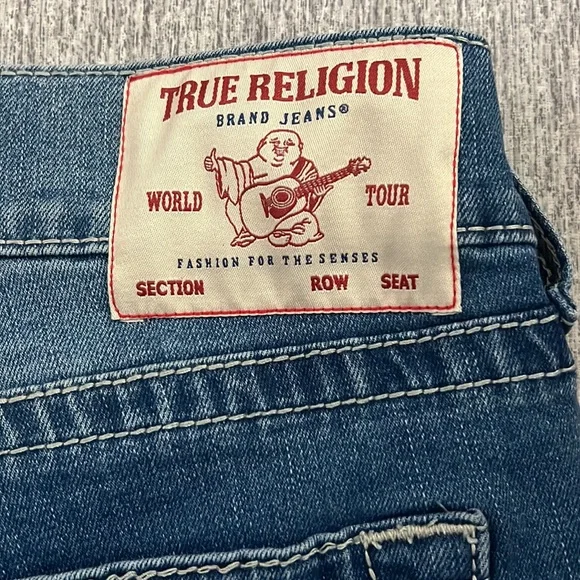 TRUE RELIGION
BRAND JEANS®
WORLD TOUR
FASHION FOR THE SENSES
SECTION ROW SEAT